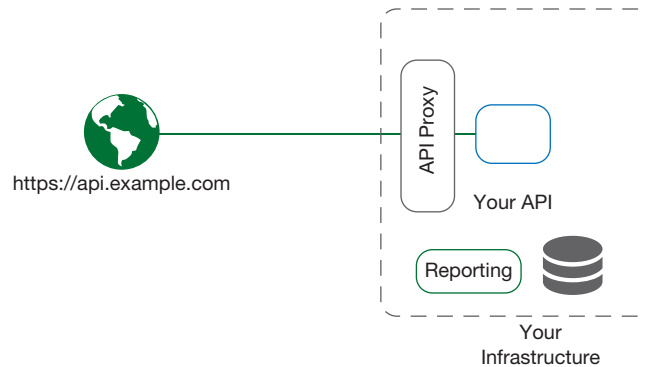 https://api.example.com
API Proxy
Your API
Reporting
Your
Infrastructure